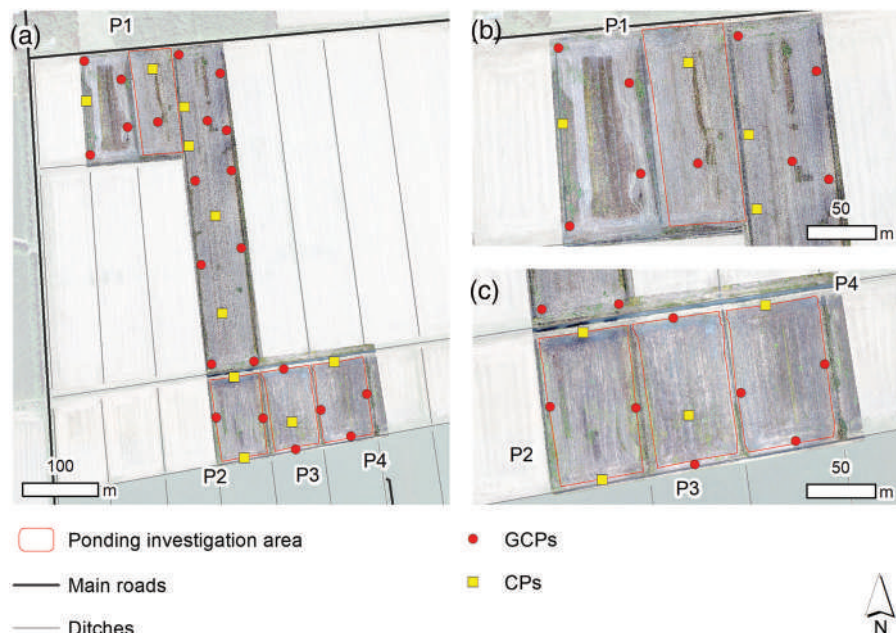 (a)
P1
100
m
P2
P3
P4
(b)
P1
50
m
(c)
P4
P2
P3
50
m
Ponding investigation area
GCPs
Main roads
CPs
Ditches
N